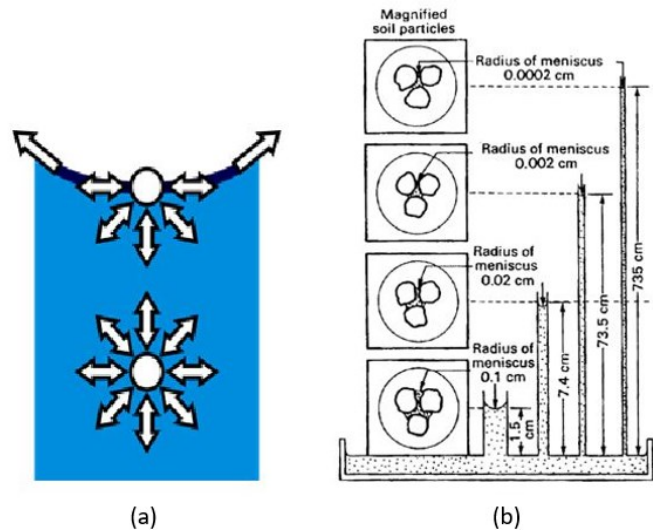 Magnified
soil particles
Radius of meniscus
0.0002 cm
Radius of meniscus
0.002 cm
Radius of
meniscus
0.02 cm
Radius of
meniscus
0.1 cm
1.5
cm
7.4 cm
73.5 cm
735 cm
(a)
(b)